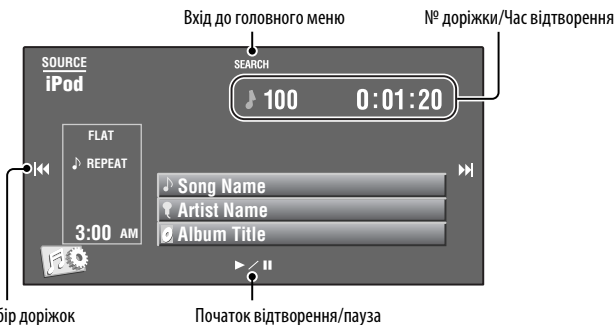 Вхід до головного меню
№ доріжки/Час відтворення
SOURCE
SEARCH
iPod
100 0:01:20
FLAT
REPEAT
Song Name
Artist Name
3:00 AM
Album Title
доріжок
Початок відтворення/пауза